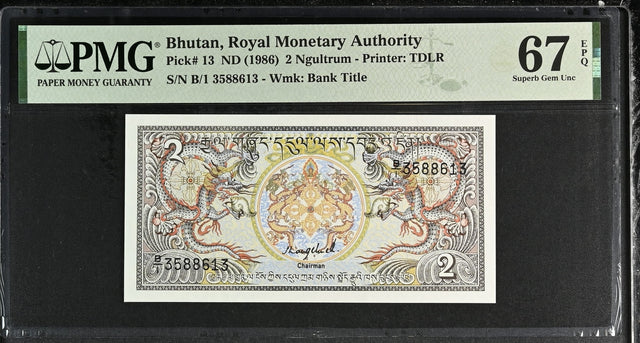 PMG®
PAPER MONEY GUARANTY
Bhutan, Royal Monetary Authority
Pick# 13 ND (1986) 2 Ngultrum - Printer: TDLR
S/N B/1 3588613 - Wmk: Bank Title
67 EPQ
Superb Gem Unc
2
B/1 3588613
Chairman
B/1 3588613
2